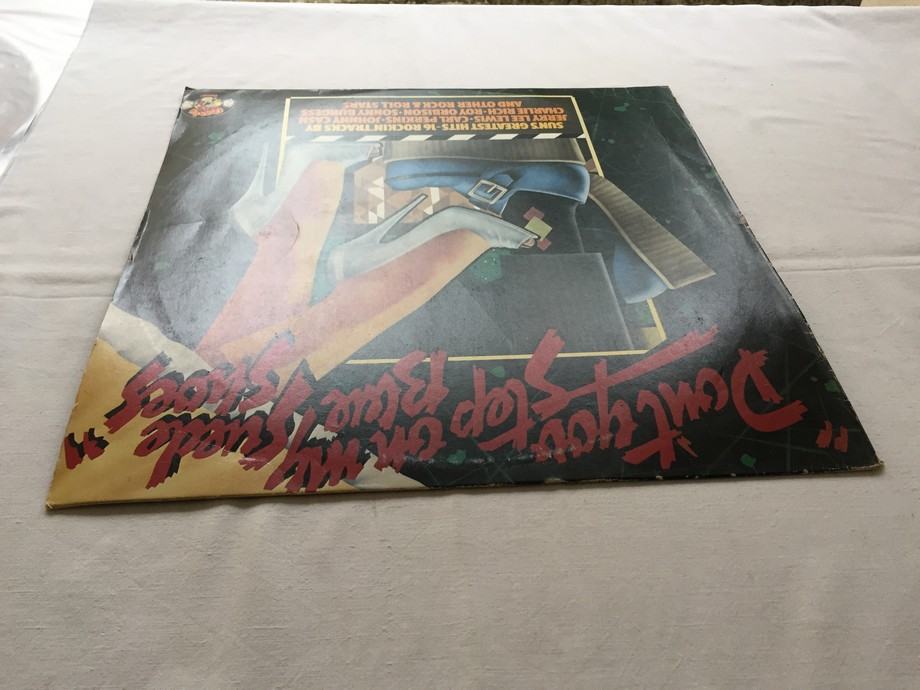 "Don't you
Step on my
Blue Suede
Shoes"
SUN'S GREATEST HITS·16 ROCKIN' TRACKS BY
JERRY LEE LEWIS·CARL PERKINS·JOHNNY CASH
CHARLIE RICH·ROY ORBISON·SONNY BURGESS
AND OTHER ROCK & ROLL STARS